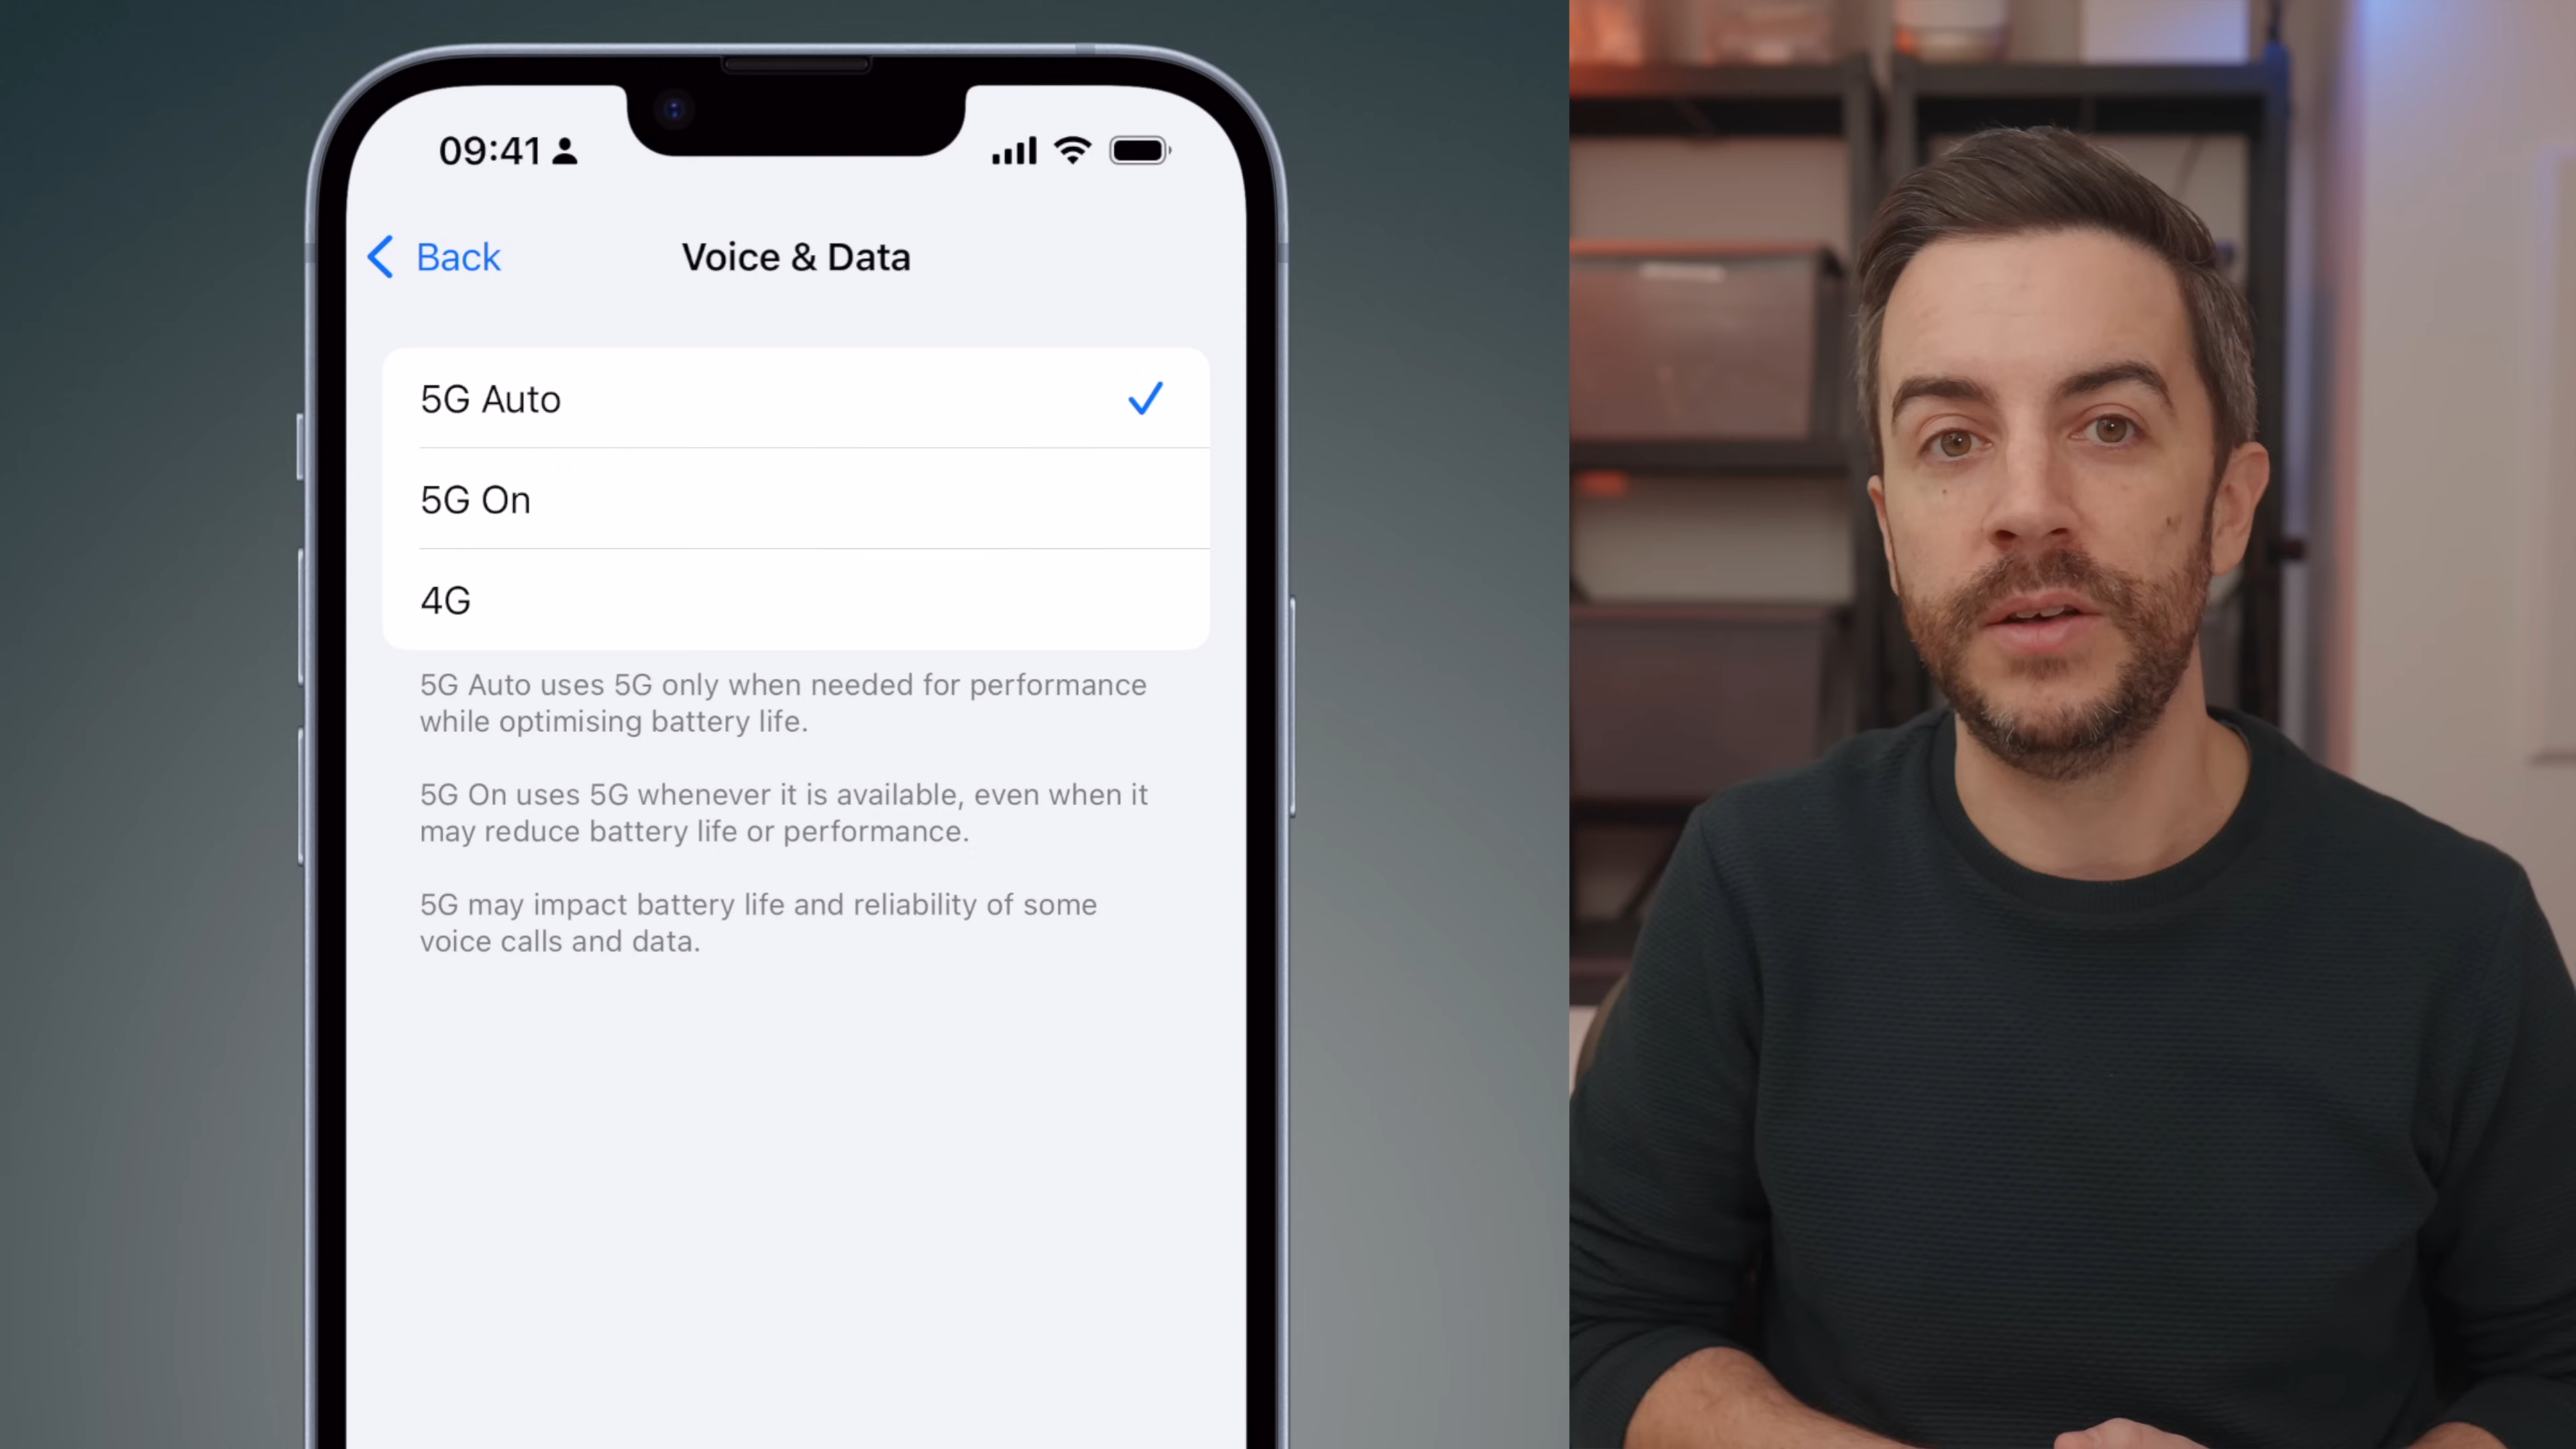 09:41
Back
Voice & Data
5G Auto
5G On
4G
5G Auto uses 5G only when needed for performance
while optimising battery life.
5G On uses 5G whenever it is available, even when it
may reduce battery life or performance.
5G may impact battery life and reliability of some
voice calls and data.